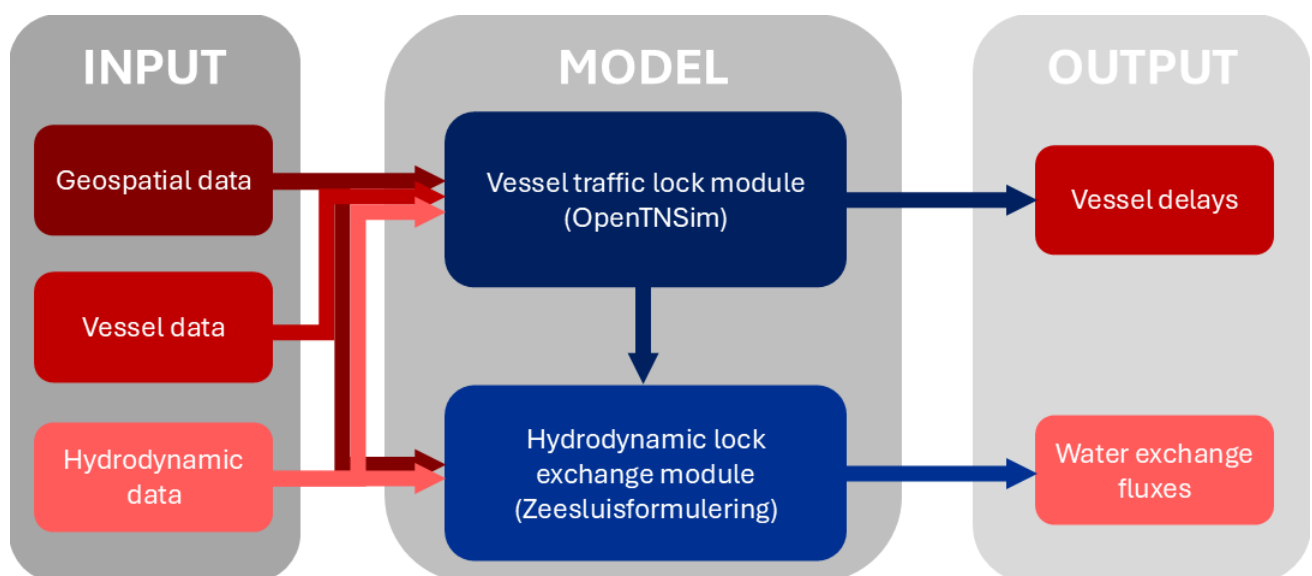 INPUT
Geospatial data
Vessel data
Hydrodynamic
data
MODEL
Vessel traffic lock module
(OpenTNSim)
Hydrodynamic lock
exchange module
(Zeesluisformulering)
OUTPUT
Vessel delays
Water exchange
fluxes